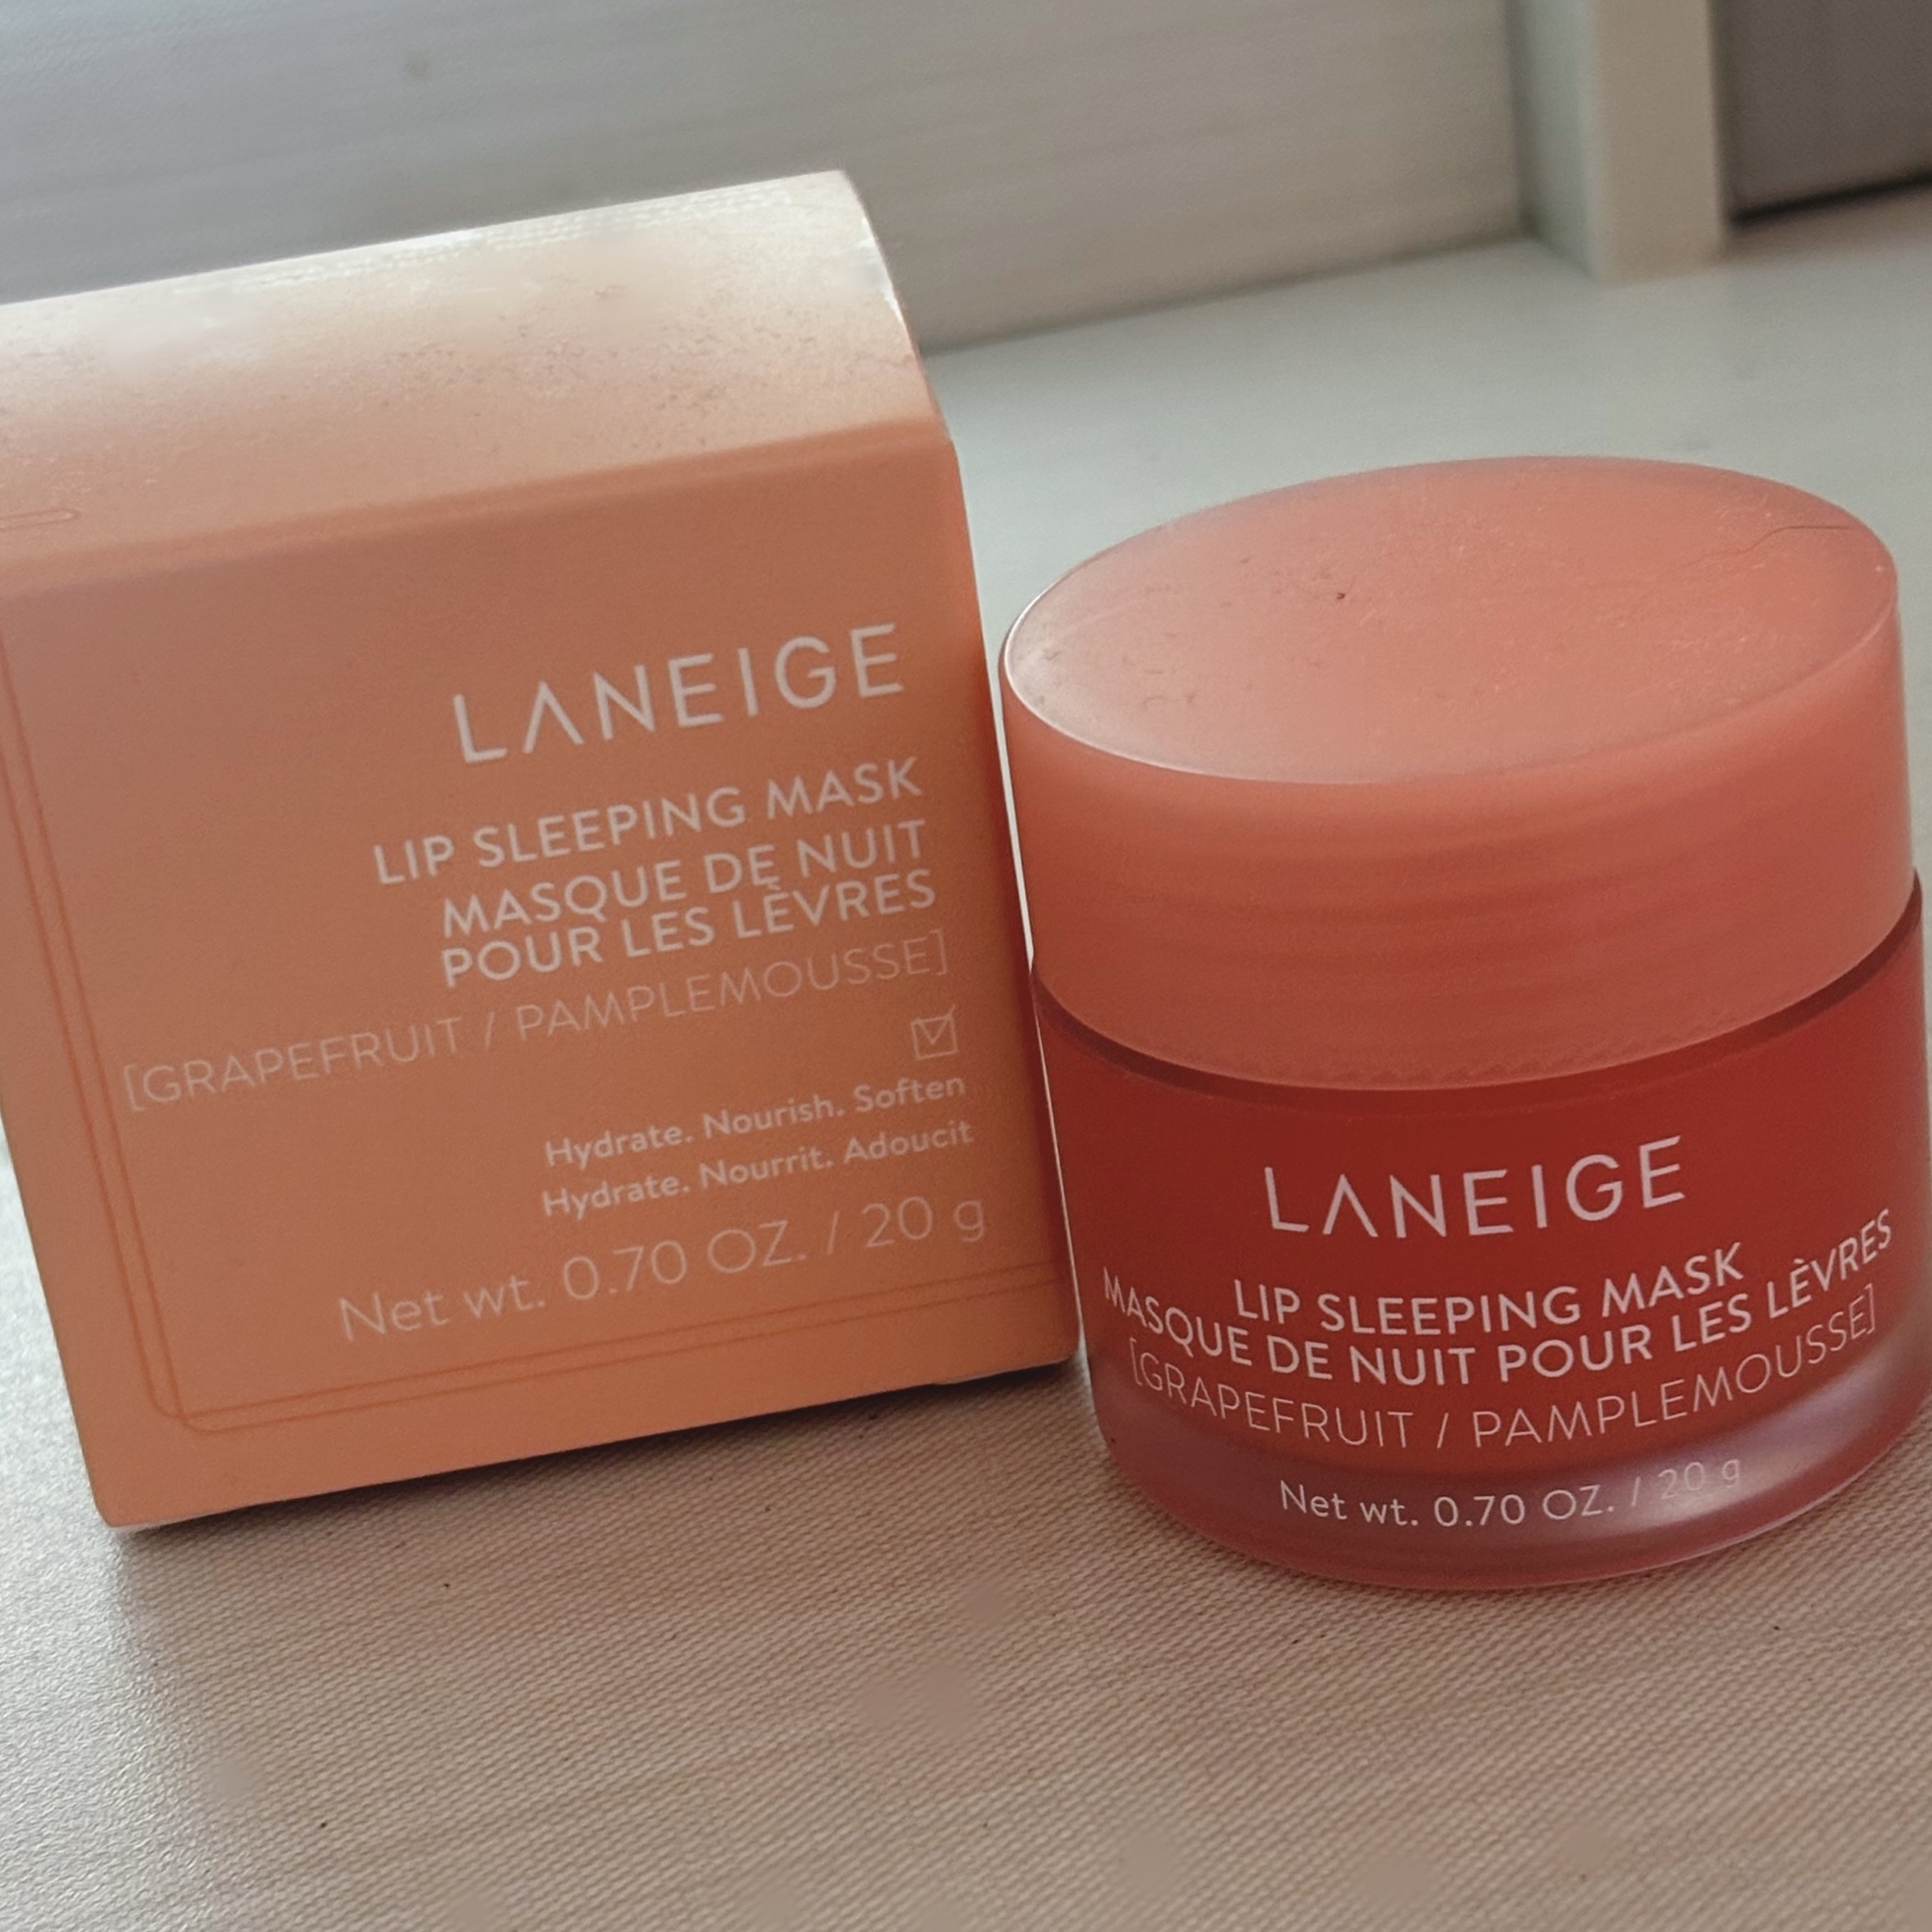 LANEIGE
LIP SLEEPING MASK
MASQUE DE NUIT
POUR LES LÈVRES
[GRAPEFRUIT / PAMPLEMOUSSE]
Hydrate. Nourish. Soften
Hydrate. Nourrit. Adoucit
Net wt. 0.70 OZ. / 20 g
LANEIGE
LIP SLEEPING MASK
MASQUE DE NUIT POUR LES LÈVRES
[GRAPEFRUIT / PAMPLEMOUSSE]
Net wt. 0.70 OZ. / 20 g